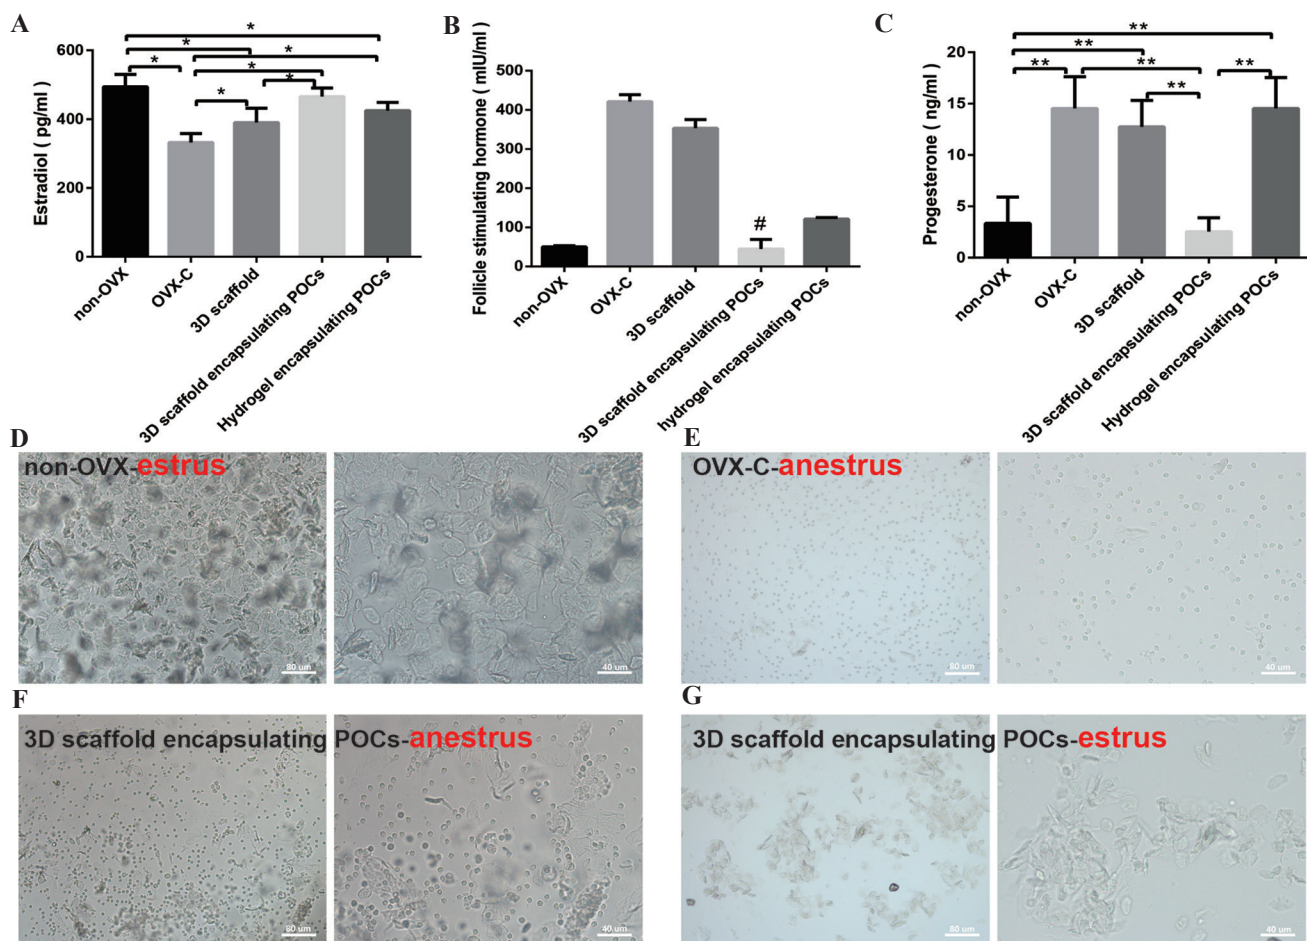 A
Estradiol ( pg/ml )
600
400
200
0
* * * * * * *
non-OVX
OVX-C
3D scaffold
3D scaffold encapsulating POCs
Hydrogel encapsulating POCs
B
Follicle stimulating hormone ( mIU/ml )
500
400
300
200
100
0
#
non-OVX
OVX-C
3D scaffold
3D scaffold encapsulating POCs
hydrogel encapsulating POCs
C
Progesterone ( ng/ml )
20
15
10
5
0
** ** ** ** ** **
non-OVX
OVX-C
3D scaffold
3D scaffold encapsulating POCs
Hydrogel encapsulating POCs
D
non-OVX-estrus
80 um
40 um
E
OVX-C-anestrus
80 um
40 um
F
3D scaffold encapsulating POCs-anestrus
80 um
40 um
G
3D scaffold encapsulating POCs-estrus
80 um
40 um